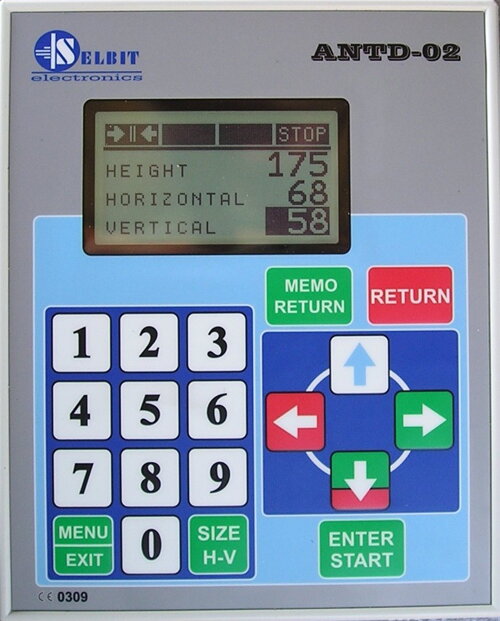 SELBIT
electronics
ANTD-02
STOP
HEIGHT 175
HORIZONTAL 68
VERTICAL 58
MEMO
RETURN
RETURN
1 2 3
4 5 6
7 8 9
MENU
EXIT
0
SIZE
H-V
ENTER
START
CE 0309